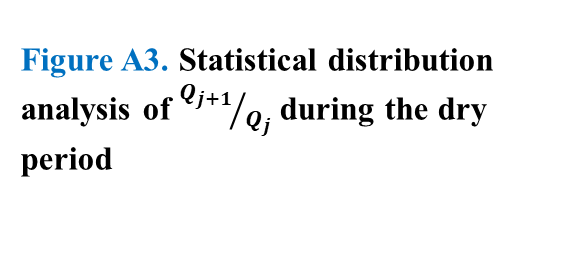 Figure A3. Statistical distribution
analysis of Qj+1/Qj during the dry
period